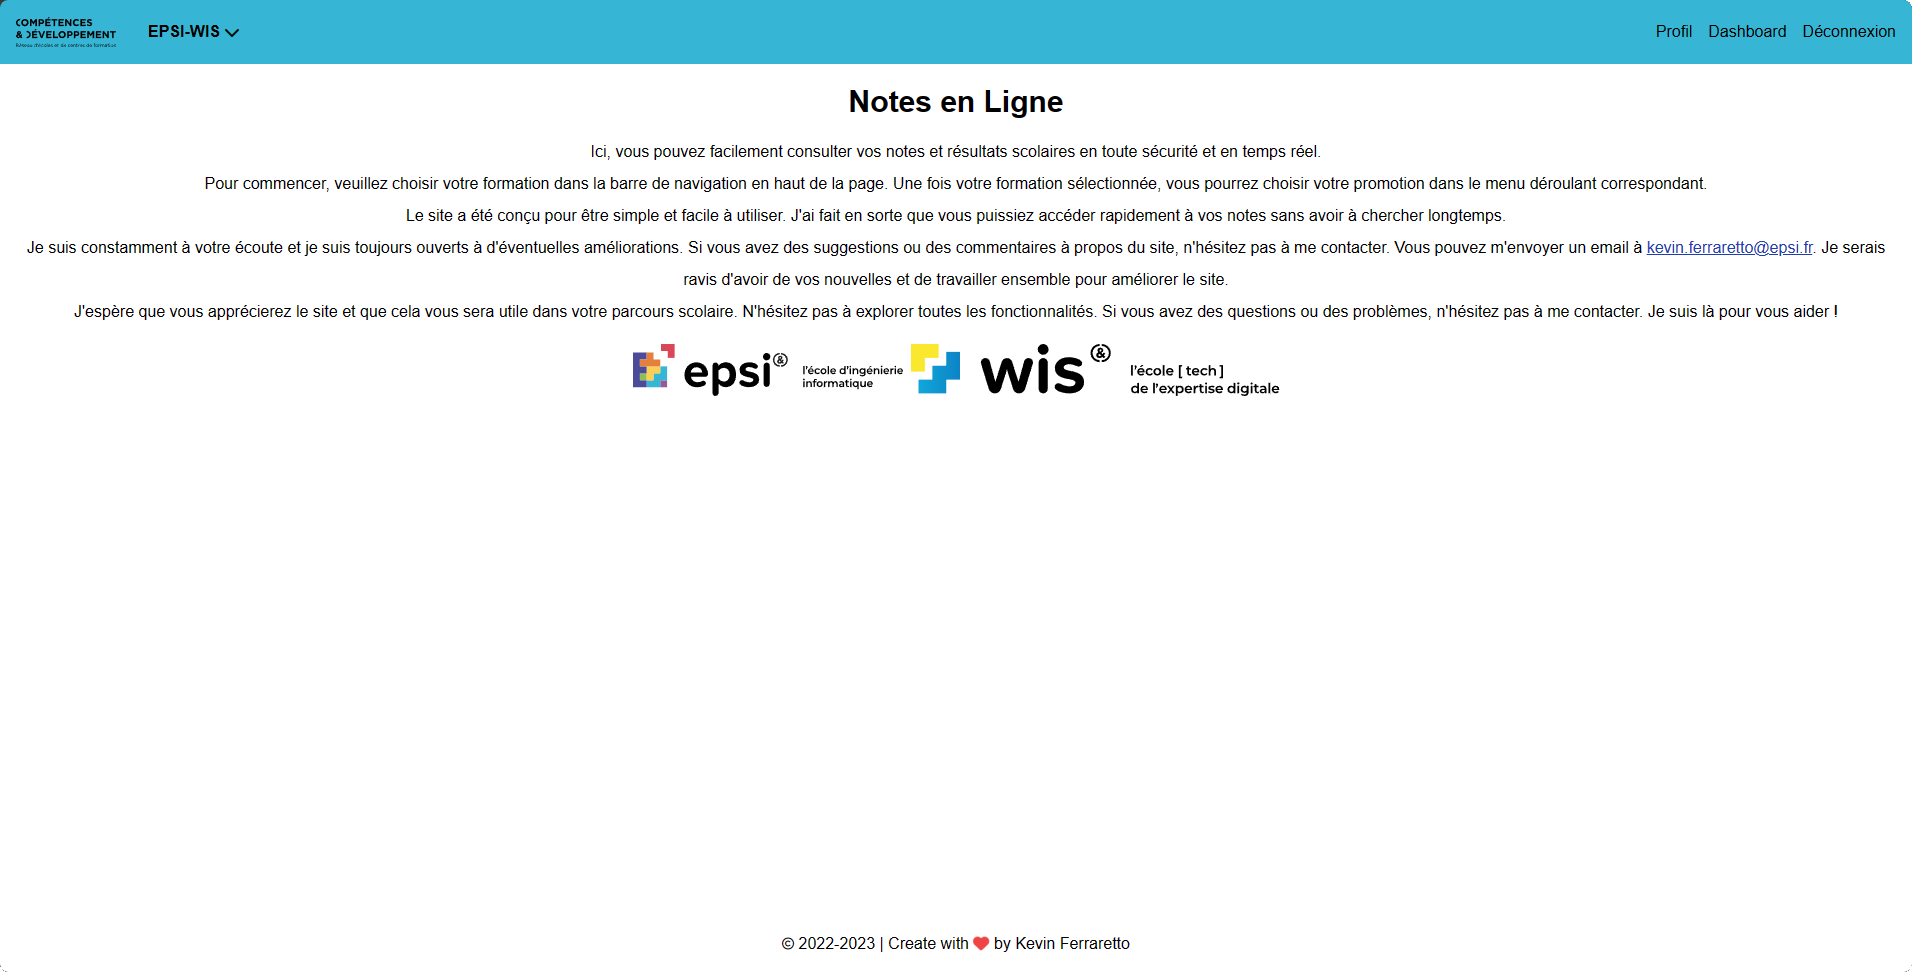 COMPÉTENCES
& DÉVELOPPEMENT
Réseau d'écoles et de centres de formation
EPSI-WIS
Profil Dashboard Déconnexion
Notes en Ligne
Ici, vous pouvez facilement consulter vos notes et résultats scolaires en toute sécurité et en temps réel.
Pour commencer, veuillez choisir votre formation dans la barre de navigation en haut de la page. Une fois votre formation sélectionnée, vous pourrez choisir votre promotion dans le menu déroulant correspondant.
Le site a été conçu pour être simple et facile à utiliser. J'ai fait en sorte que vous puissiez accéder rapidement à vos notes sans avoir à chercher longtemps.
Je suis constamment à votre écoute et je suis toujours ouverts à d'éventuelles améliorations. Si vous avez des suggestions ou des commentaires à propos du site, n'hésitez pas à me contacter. Vous pouvez m'envoyer un email à kevin.ferraretto@epsi.fr. Je serais
ravis d'avoir de vos nouvelles et de travailler ensemble pour améliorer le site.
J'espère que vous apprécierez le site et que cela vous sera utile dans votre parcours scolaire. N'hésitez pas à explorer toutes les fonctionnalités. Si vous avez des questions ou des problèmes, n'hésitez pas à me contacter. Je suis là pour vous aider !
epsi &
l'école d'ingénierie
informatique
wis &
l'école [ tech ]
de l'expertise digitale
© 2022-2023 | Create with ❤ by Kevin Ferraretto